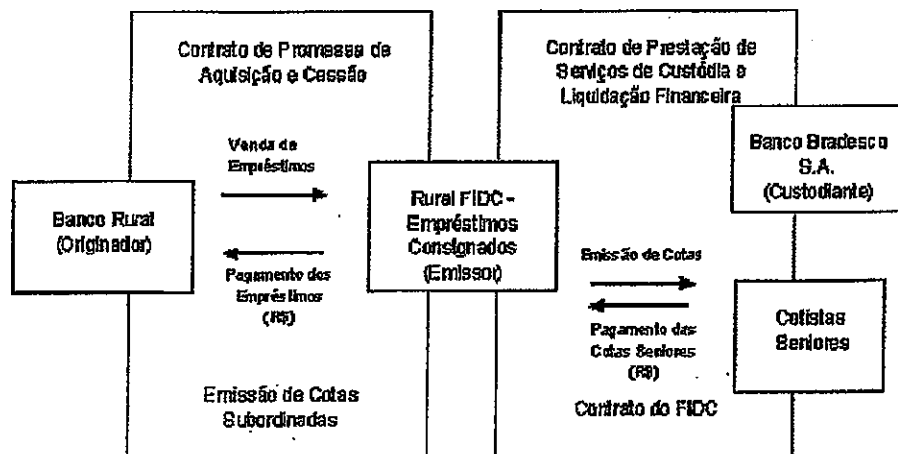 Contrato de Promessa de
Aquisição e Cessão
Contrato de Prestação de
Serviços de Custódia e
Liquidação Financeira
Venda de
Empréstimos
Banco Rural
(Originador)
Pagamento dos
Empréstimos
(R$)
Rural FIDC -
Empréstimos
Consignados
(Emissor)
Banco Bradesco
S.A.
(Custodiante)
Emissão de Cotas
Pagamento das
Cotas Seniores
(R$)
Cotistas
Seniores
Emissão de Cotas
Subordinadas
Contrato do FIDC